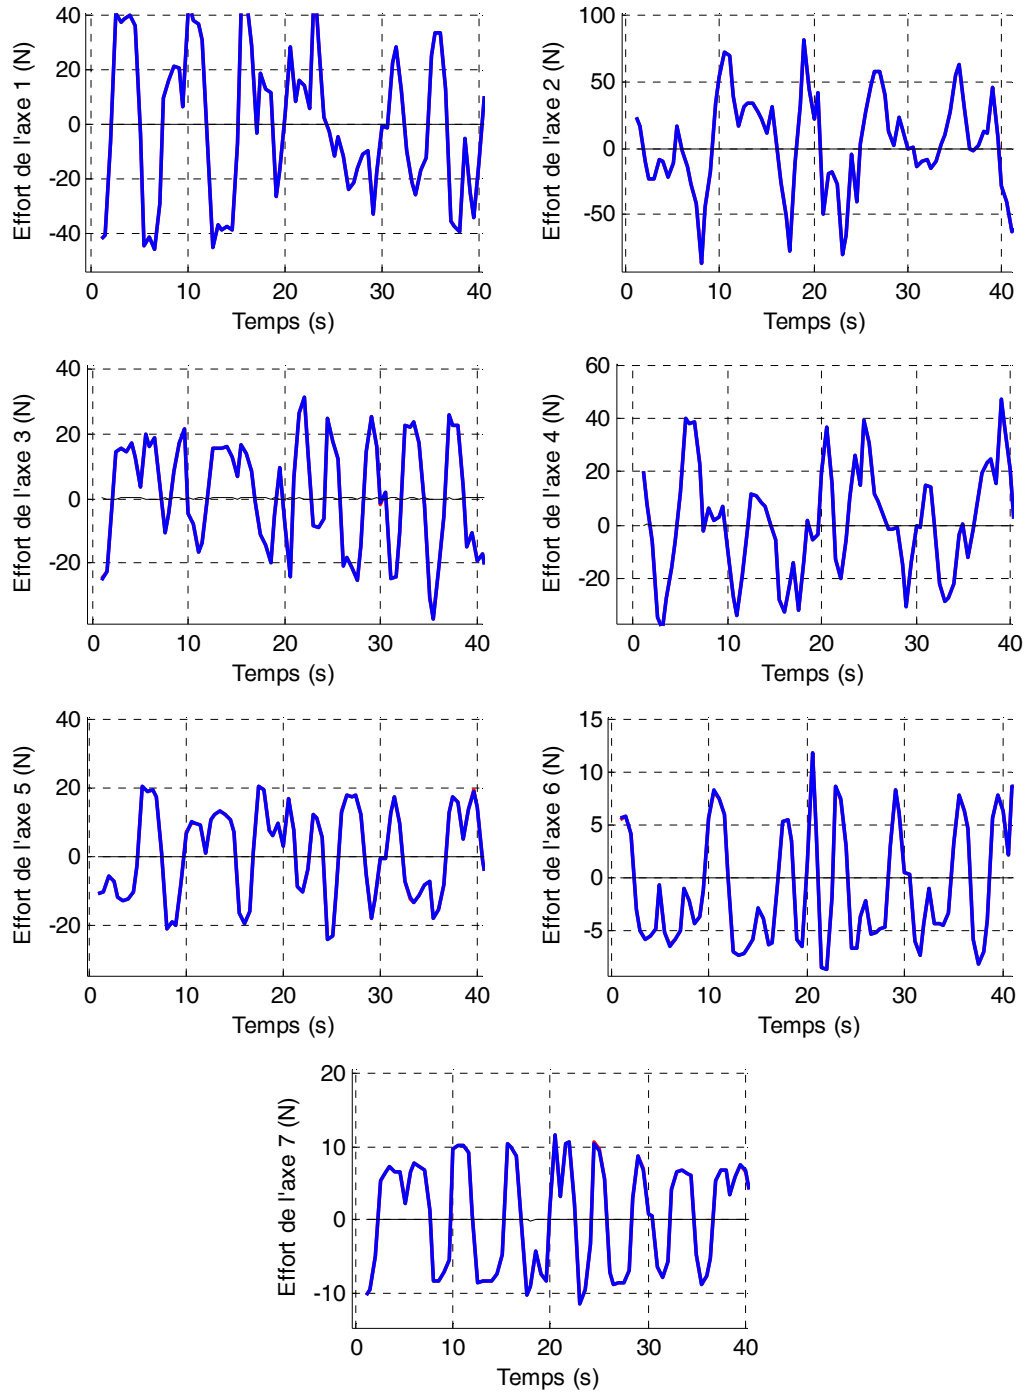 40
20
0
-20
-40
Effort de l'axe 1 (N)
0 10 20 30 40
Temps (s)
100
50
0
-50
Effort de l'axe 2 (N)
0 10 20 30 40
Temps (s)
40
20
0
-20
Effort de l'axe 3 (N)
0 10 20 30 40
Temps (s)
60
40
20
0
-20
Effort de l'axe 4 (N)
0 10 20 30 40
Temps (s)
40
20
0
-20
Effort de l'axe 5 (N)
0 10 20 30 40
Temps (s)
15
10
5
0
-5
Effort de l'axe 6 (N)
0 10 20 30 40
Temps (s)
20
10
0
-10
Effort de l'axe 7 (N)
0 10 20 30 40
Temps (s)